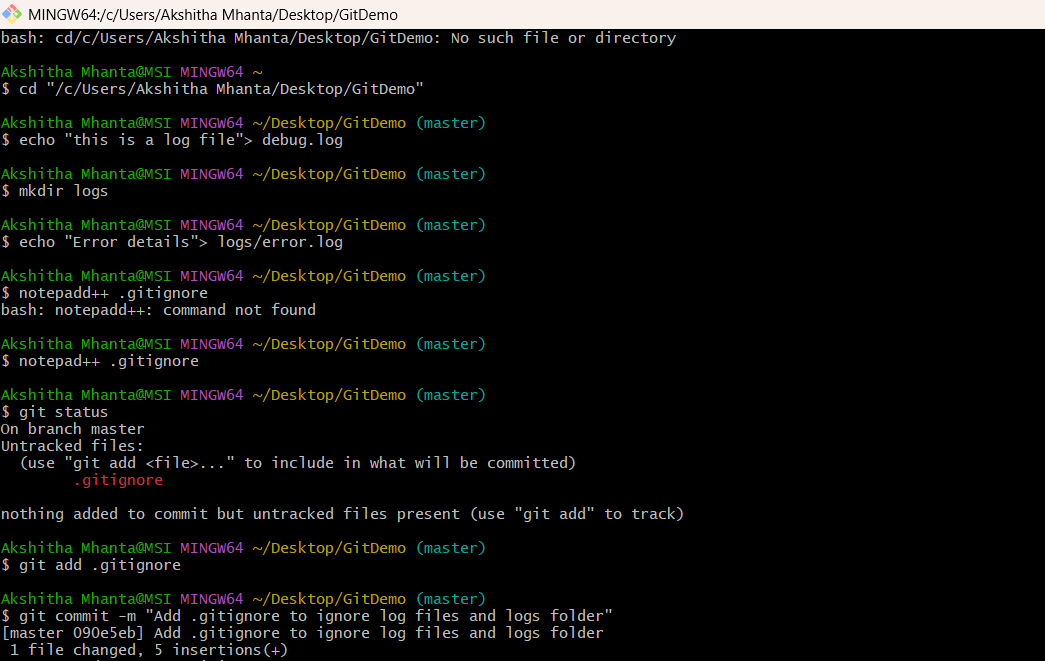 MINGW64:/c/Users/Akshitha Mhanta/Desktop/GitDemo
bash: cd/c/Users/Akshitha Mhanta/Desktop/GitDemo: No such file or directory
Akshitha Mhanta@MSI MINGW64 ~
$ cd "/c/Users/Akshitha Mhanta/Desktop/GitDemo"
Akshitha Mhanta@MSI MINGW64 ~/Desktop/GitDemo (master)
$ echo "this is a log file"> debug.log
Akshitha Mhanta@MSI MINGW64 ~/Desktop/GitDemo (master)
$ mkdir logs
Akshitha Mhanta@MSI MINGW64 ~/Desktop/GitDemo (master)
$ echo "Error details"> logs/error.log
Akshitha Mhanta@MSI MINGW64 ~/Desktop/GitDemo (master)
$ notepadd++ .gitignore
bash: notepadd++: command not found
Akshitha Mhanta@MSI MINGW64 ~/Desktop/GitDemo (master)
$ notepad++ .gitignore
Akshitha Mhanta@MSI MINGW64 ~/Desktop/GitDemo (master)
$ git status
On branch master
Untracked files:
  (use "git add <file>..." to include in what will be committed)
        .gitignore
nothing added to commit but untracked files present (use "git add" to track)
Akshitha Mhanta@MSI MINGW64 ~/Desktop/GitDemo (master)
$ git add .gitignore
Akshitha Mhanta@MSI MINGW64 ~/Desktop/GitDemo (master)
$ git commit -m "Add .gitignore to ignore log files and logs folder"
[master 090e5eb] Add .gitignore to ignore log files and logs folder
 1 file changed, 5 insertions(+)